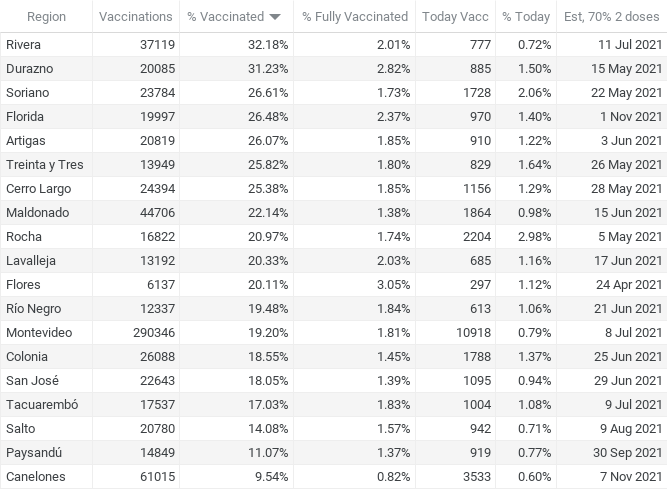 Region Vaccinations % Vaccinated % Fully Vaccinated Today Vacc % Today Est, 70% 2 doses
Rivera 37119 32.18% 2.01% 777 0.72% 11 Jul 2021
Durazno 20085 31.23% 2.82% 885 1.50% 15 May 2021
Soriano 23784 26.61% 1.73% 1728 2.06% 22 May 2021
Florida 19997 26.48% 2.37% 970 1.40% 1 Nov 2021
Artigas 20819 26.07% 1.85% 910 1.22% 3 Jun 2021
Treinta y Tres 13949 25.82% 1.80% 829 1.64% 26 May 2021
Cerro Largo 24394 25.38% 1.85% 1156 1.29% 28 May 2021
Maldonado 44706 22.14% 1.38% 1864 0.98% 15 Jun 2021
Rocha 16822 20.97% 1.74% 2204 2.98% 5 May 2021
Lavalleja 13192 20.33% 2.03% 685 1.16% 17 Jun 2021
Flores 6137 20.11% 3.05% 297 1.12% 24 Apr 2021
Río Negro 12337 19.48% 1.84% 613 1.06% 21 Jun 2021
Montevideo 290346 19.20% 1.81% 10918 0.79% 8 Jul 2021
Colonia 26088 18.55% 1.45% 1788 1.37% 25 Jun 2021
San José 22643 18.05% 1.39% 1095 0.94% 29 Jun 2021
Tacuarembó 17537 17.03% 1.83% 1004 1.08% 9 Jul 2021
Salto 20780 14.08% 1.57% 942 0.71% 9 Aug 2021
Paysandú 14849 11.07% 1.37% 919 0.77% 30 Sep 2021
Canelones 61015 9.54% 0.82% 3533 0.60% 7 Nov 2021